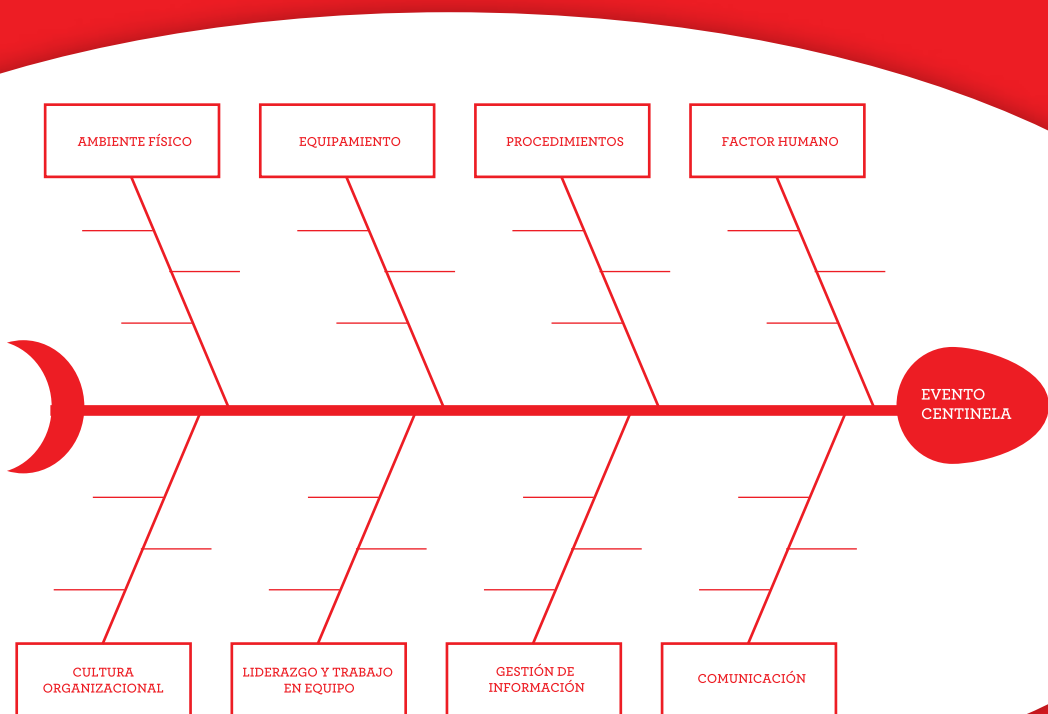 AMBIENTE FÍSICO
EQUIPAMIENTO
PROCEDIMIENTOS
FACTOR HUMANO
EVENTO
CENTINELA
CULTURA
ORGANIZACIONAL
LIDERAZGO Y TRABAJO
EN EQUIPO
GESTIÓN DE
INFORMACIÓN
COMUNICACIÓN